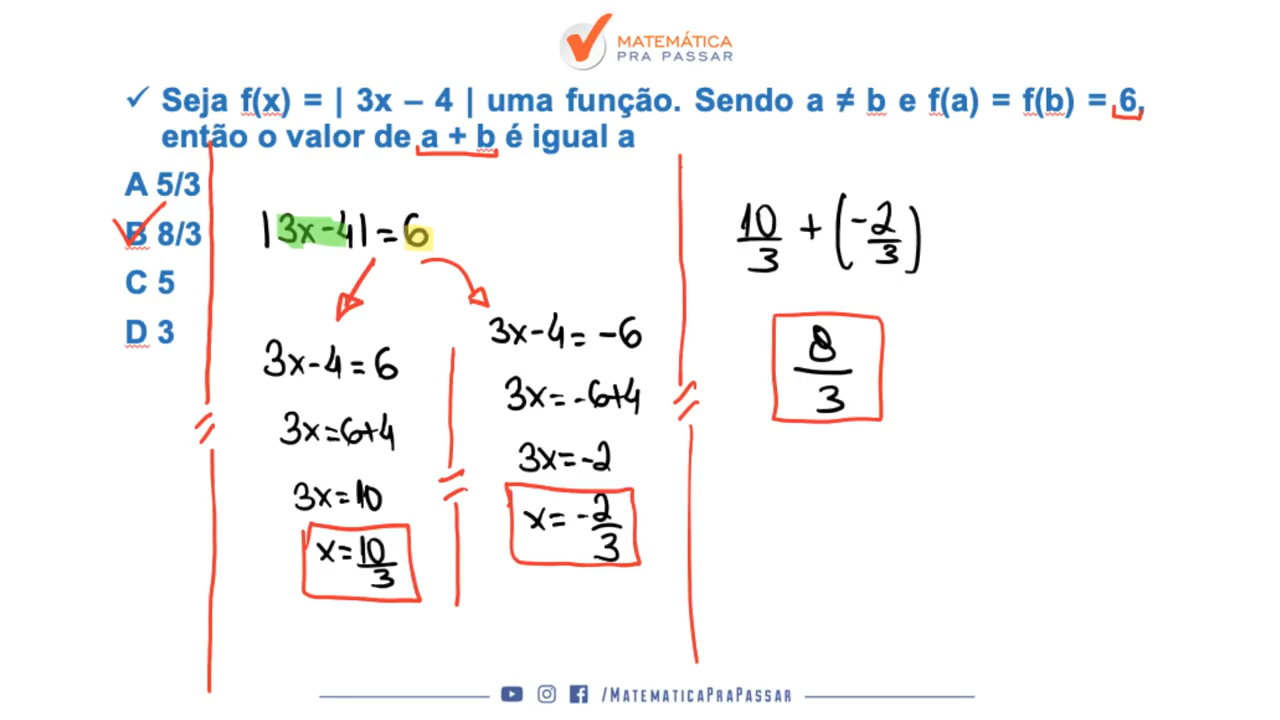 MATEMÁTICA
PRA PASSAR
✓ Seja f(x) = | 3x – 4 | uma função. Sendo a ≠ b e f(a) = f(b) = 6,
então o valor de a + b é igual a
A 5/3
B 8/3
C 5
D 3
|3x-4| = 6
3x-4=6
3x=6+4
3x=10
x=10/3
3x-4=-6
3x=-6+4
3x=-2
x=-2/3
10/3 + (-2/3)
8/3
/MATEMATICAPRAPASSAR